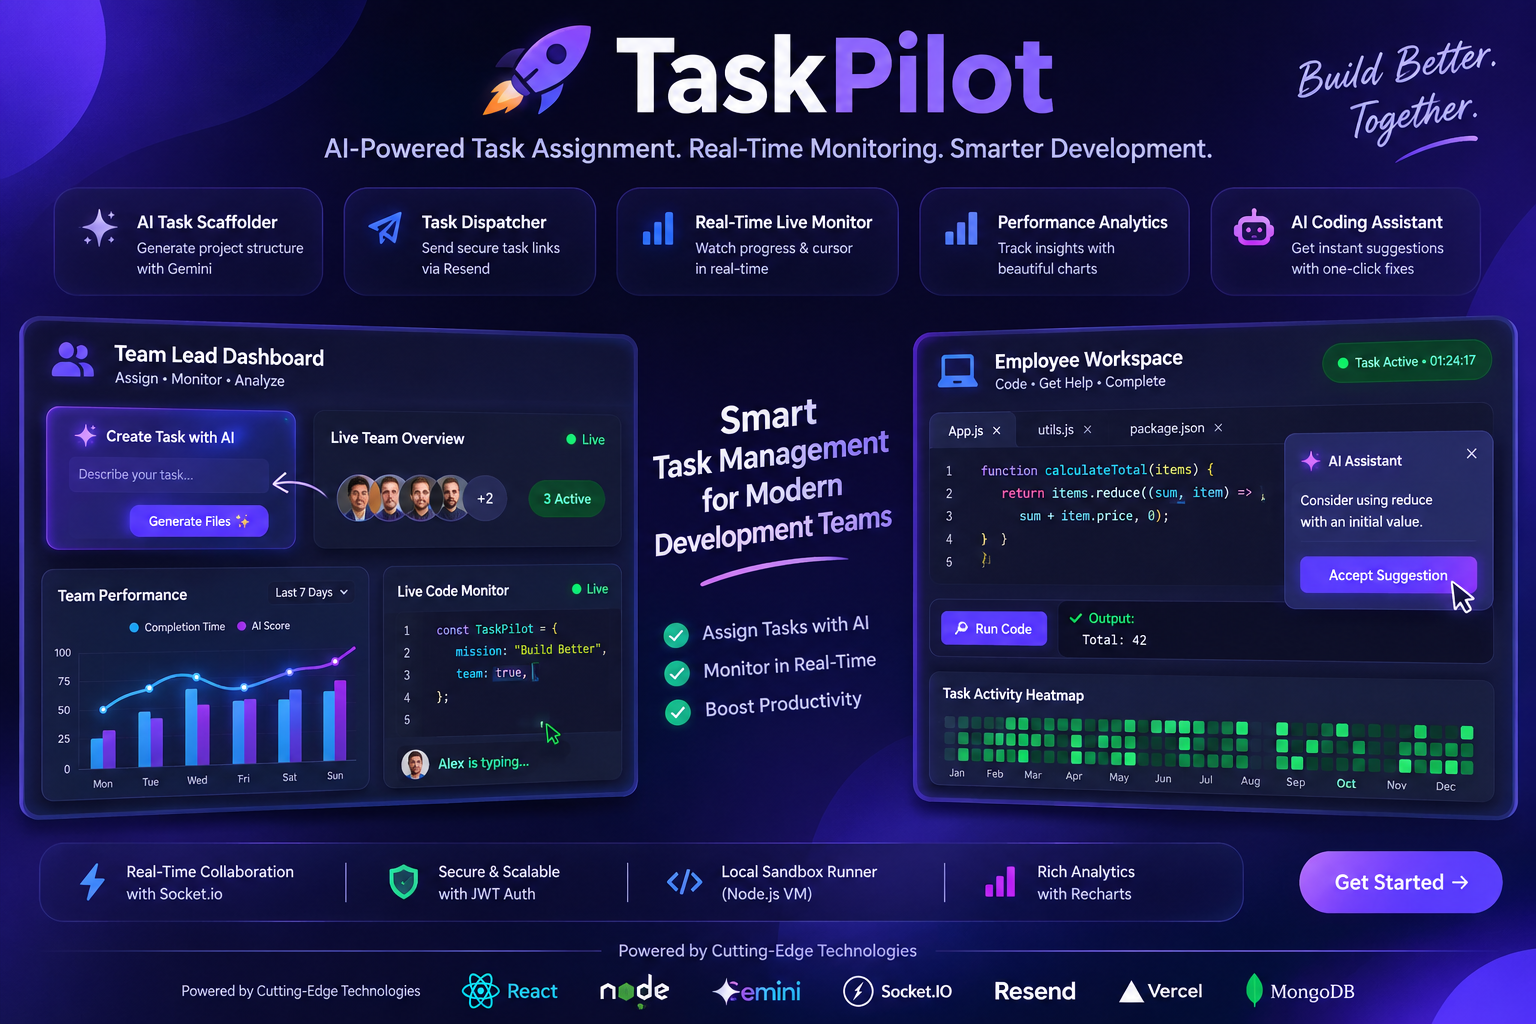 TaskPilot
Build Better.
Together.
AI-Powered Task Assignment. Real-Time Monitoring. Smarter Development.
AI Task Scaffolder
Generate project structure
with Gemini
Task Dispatcher
Send secure task links
via Resend
Real-Time Live Monitor
Watch progress & cursor
in real-time
Performance Analytics
Track insights with
beautiful charts
AI Coding Assistant
Get instant suggestions
with one-click fixes
Team Lead Dashboard
Assign • Monitor • Analyze
Create Task with AI
Describe your task...
Generate Files
Live Team Overview
Live
+2
3 Active
Team Performance
Last 7 Days
Completion Time
AI Score
100
75
50
25
0
Mon
Tue
Wed
Fri
Sat
Sun
Live Code Monitor
Live
1 conct TaskPilot = {
2 mission: "Build Better",
3 team: true,
4 };
5
Alex is typing...
Smart
Task Management
for Modern
Development Teams
Assign Tasks with AI
Monitor in Real-Time
Boost Productivity
Employee Workspace
Code • Get Help • Complete
Task Active • 01:24:17
App.js ×
utils.js ×
package.json ×
1 function calculateTotal(items) {
2 return items.reduce((sum, item) =>
3 sum + item.price, 0);
4 } }
5
AI Assistant
×
Consider using reduce
with an initial value.
Accept Suggestion
Run Code
Output:
Total: 42
Task Activity Heatmap
Jan
Feb
Mar
Apr
May
Jun
Jul
Aug
Sep
Oct
Nov
Dec
Real-Time Collaboration
with Socket.io
Secure & Scalable
with JWT Auth
</> Local Sandbox Runner
(Node.js VM)
Rich Analytics
with Recharts
Get Started →
Powered by Cutting-Edge Technologies
Powered by Cutting-Edge Technologies
React
node
Gemini
Socket.IO
Resend
Vercel
MongoDB